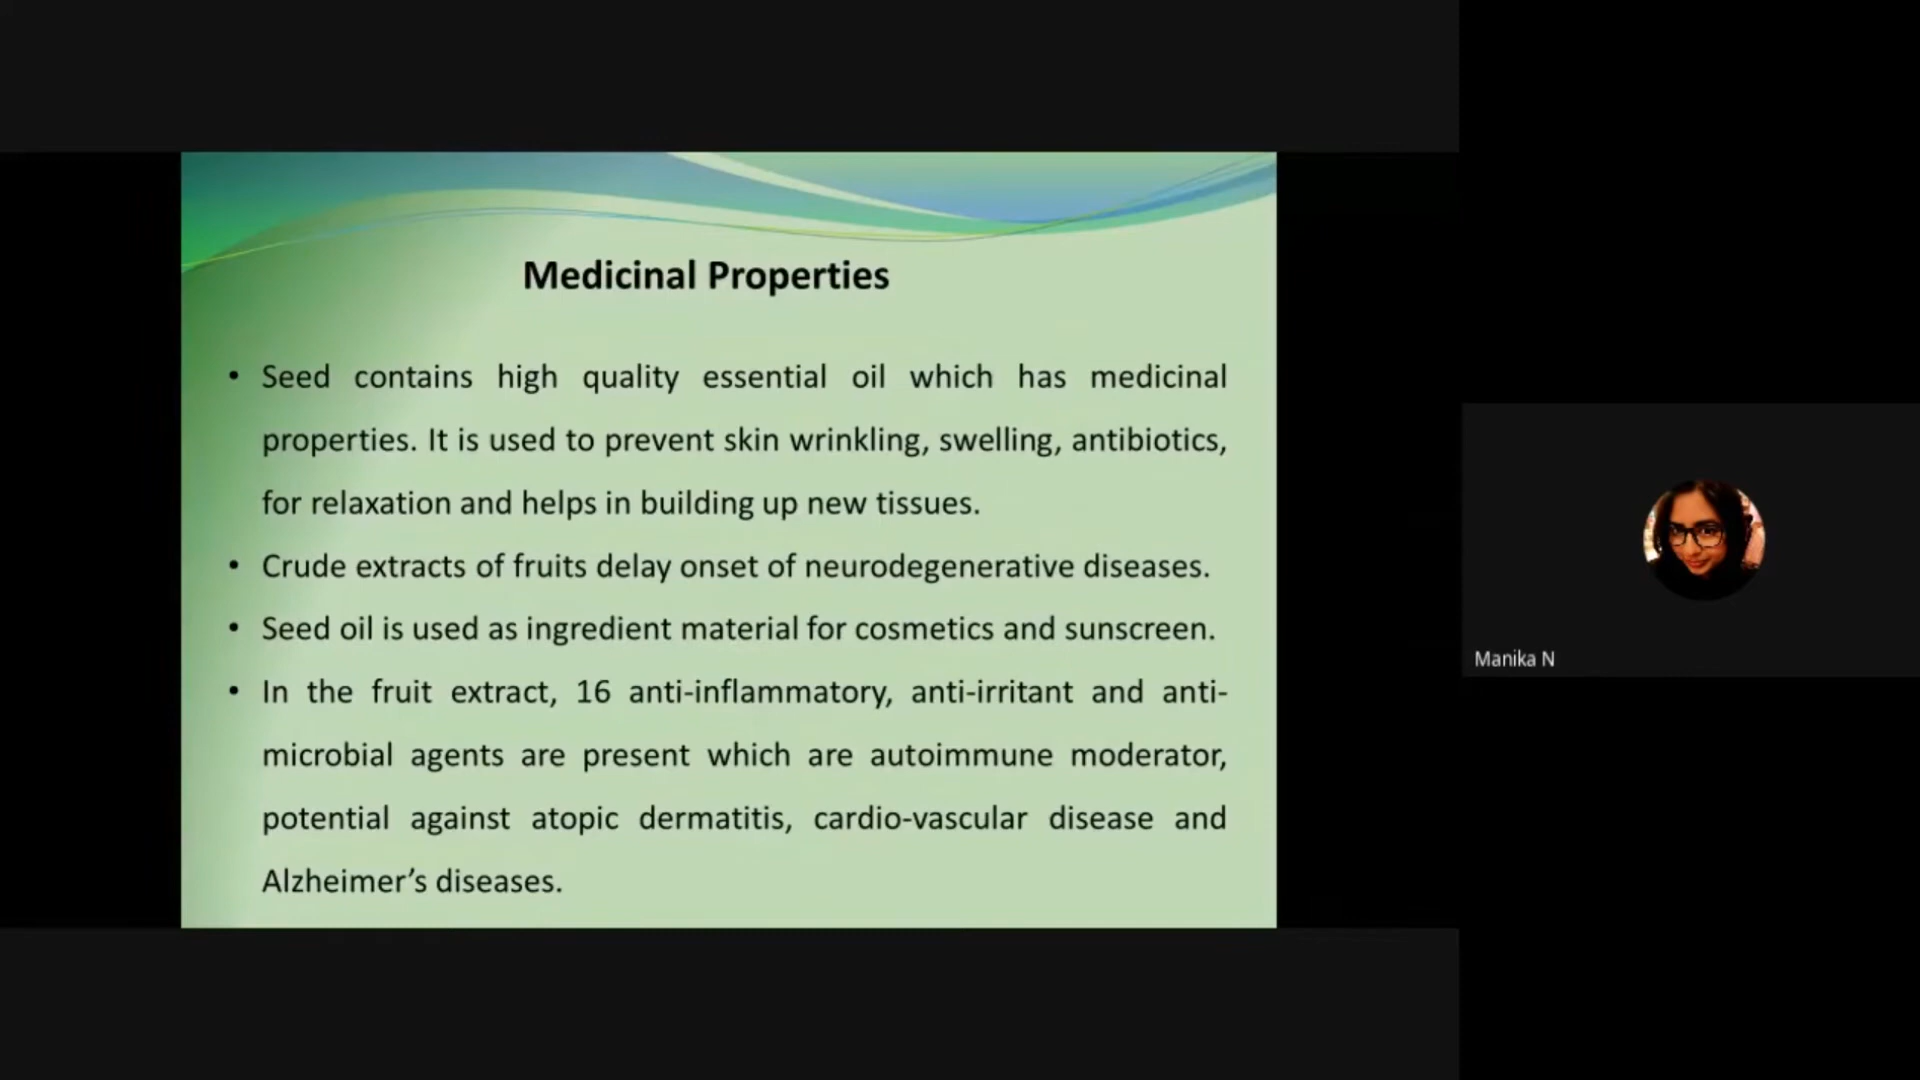 Medicinal Properties
• Seed contains high quality essential oil which has medicinal
properties. It is used to prevent skin wrinkling, swelling, antibiotics,
for relaxation and helps in building up new tissues.
• Crude extracts of fruits delay onset of neurodegenerative diseases.
• Seed oil is used as ingredient material for cosmetics and sunscreen.
• In the fruit extract, 16 anti-inflammatory, anti-irritant and anti-
microbial agents are present which are autoimmune moderator,
potential against atopic dermatitis, cardio-vascular disease and
Alzheimer’s diseases.
Manika N